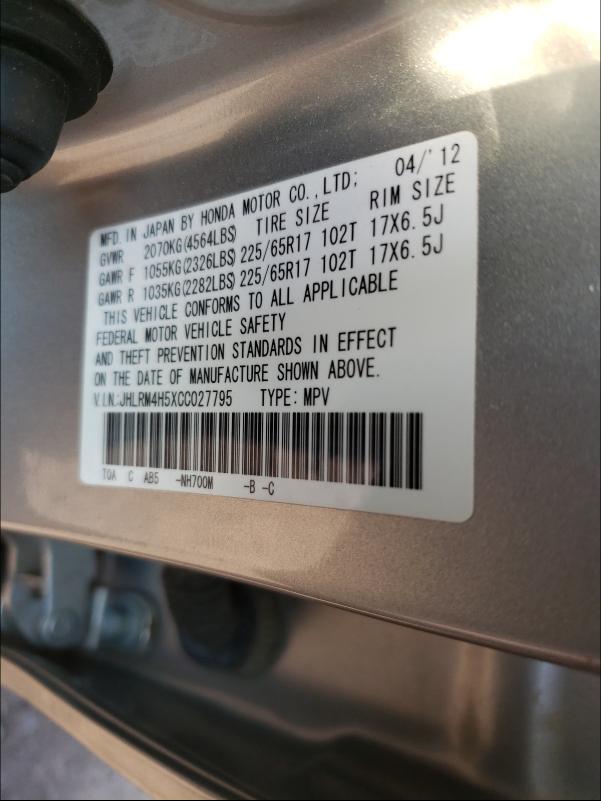 MFD. IN JAPAN BY HONDA MOTOR CO.,LTD; 04/'12
GVWR 2070KG(4564LBS) TIRE SIZE RIM SIZE
GAWR F 1055KG(2326LBS) 225/65R17 102T 17X6.5J
GAWR R 1035KG(2282LBS) 225/65R17 102T 17X6.5J
THIS VEHICLE CONFORMS TO ALL APPLICABLE
FEDERAL MOTOR VEHICLE SAFETY
AND THEFT PREVENTION STANDARDS IN EFFECT
ON THE DATE OF MANUFACTURE SHOWN ABOVE.
V.I.N.:JHLRM4H5XCC027795 TYPE: MPV
T0A C AB5 -NH700M -B -C